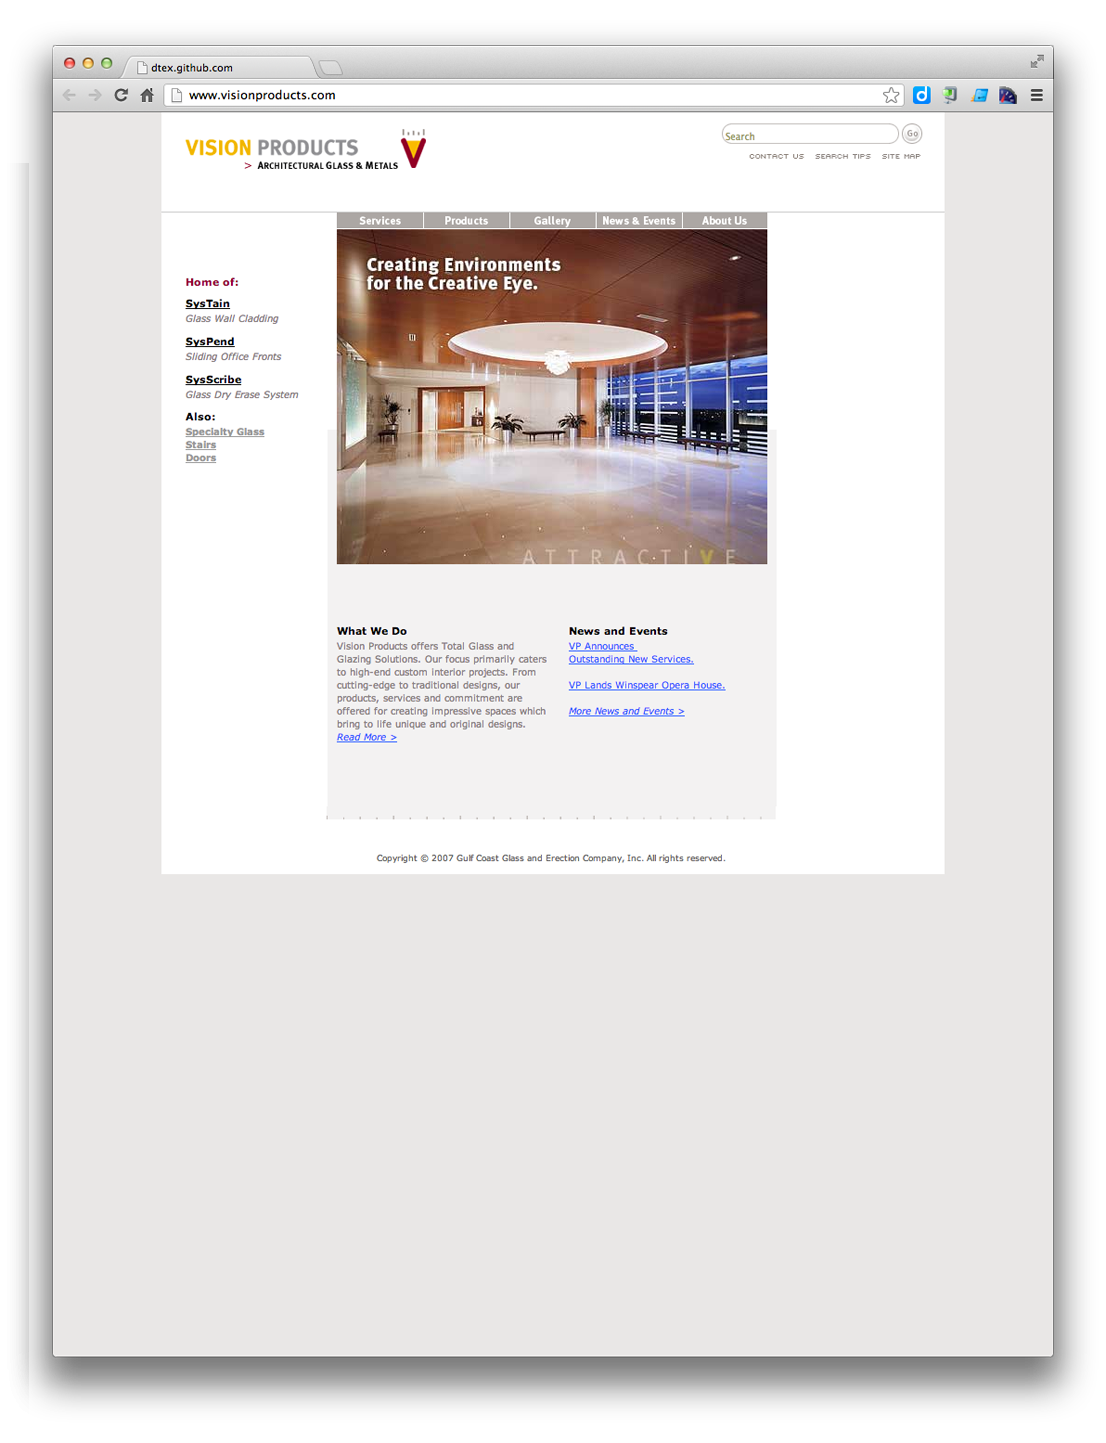 dtex.github.com
www.visionproducts.com
VISION PRODUCTS
> ARCHITECTURAL GLASS & METALS
Search
Go
CONTACT US SEARCH TIPS SITE MAP
Services Products Gallery News & Events About Us
Creating Environments
for the Creative Eye.
ATTRACTIVE
Home of:
SysTain
Glass Wall Cladding
SysPend
Sliding Office Fronts
SysScribe
Glass Dry Erase System
Also:
Specialty Glass
Stairs
Doors
What We Do
Vision Products offers Total Glass and
Glazing Solutions. Our focus primarily caters
to high-end custom interior projects. From
cutting-edge to traditional designs, our
products, services and commitment are
offered for creating impressive spaces which
bring to life unique and original designs.
Read More >
News and Events
VP Announces
Outstanding New Services.
VP Lands Winspear Opera House.
More News and Events >
Copyright © 2007 Gulf Coast Glass and Erection Company, Inc. All rights reserved.